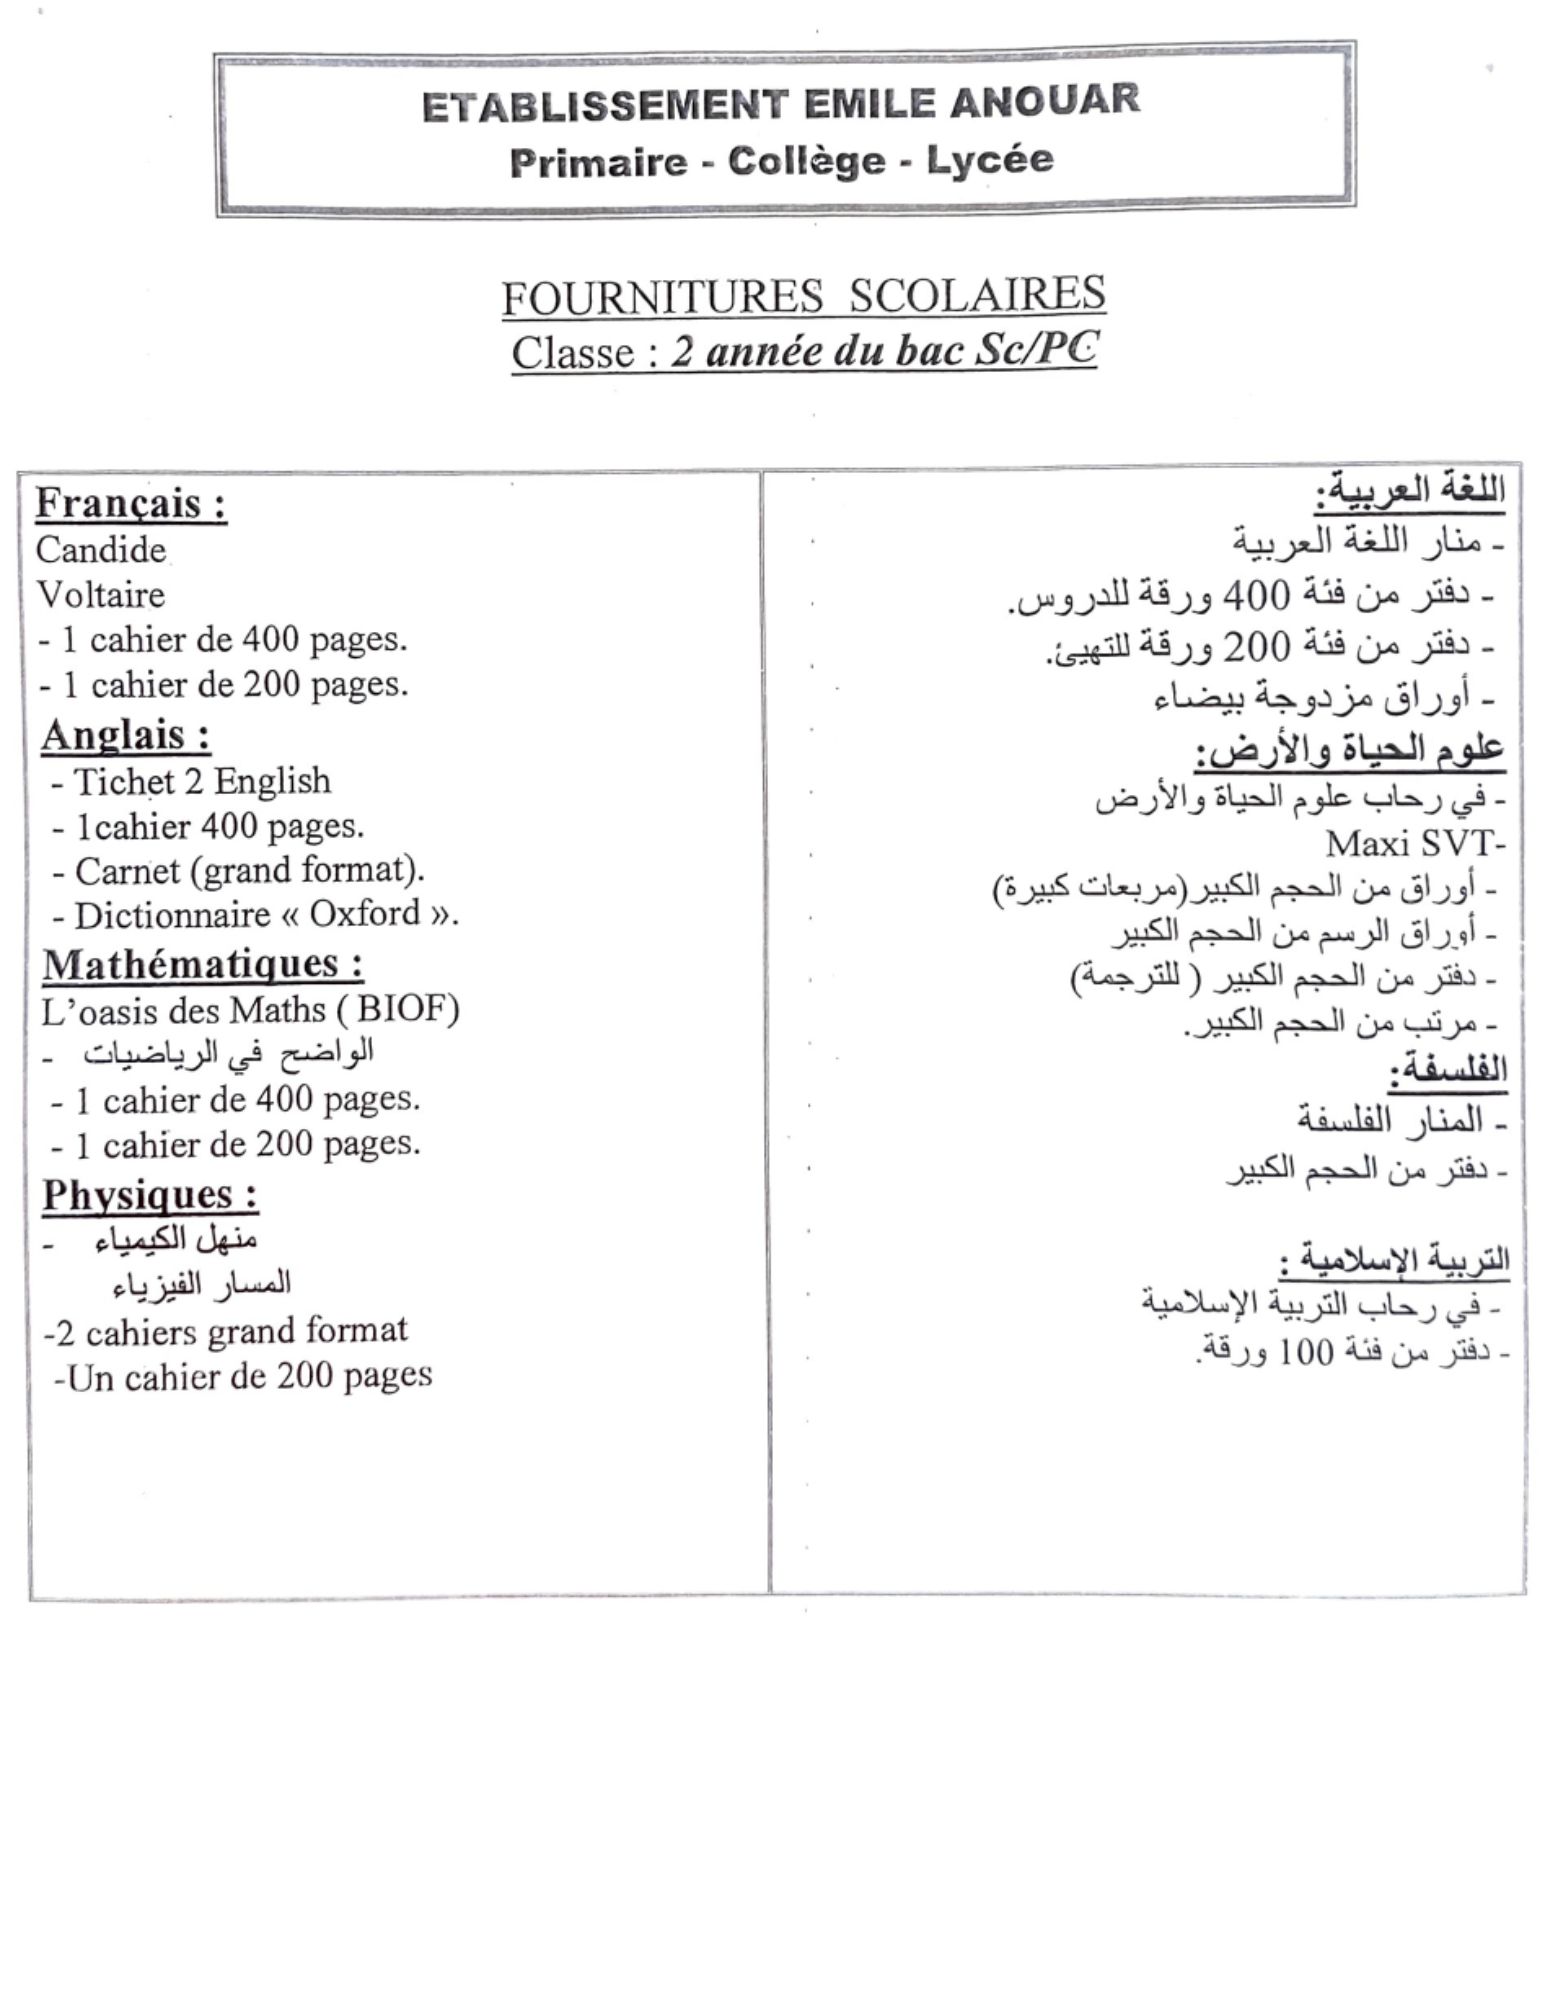 ETABLISSEMENT EMILE ANOUAR
Primaire - Collège - Lycée
FOURNITURES SCOLAIRES
Classe : 2 année du bac Sc/PC
Français :
Candide
Voltaire
- 1 cahier de 400 pages.
- 1 cahier de 200 pages.
Anglais :
- Tichet 2 English
- 1cahier 400 pages.
- Carnet (grand format).
- Dictionnaire « Oxford ».
Mathématiques :
L'oasis des Maths ( BIOF)
- الواضح في الرياضيات
- 1 cahier de 400 pages.
- 1 cahier de 200 pages.
Physiques :
- منهل الكيمياء
المسار الفيزياء
-2 cahiers grand format
-Un cahier de 200 pages
اللغة العربية:
- منار اللغة العربية
- دفتر من فئة 400 ورقة للدروس.
- دفتر من فئة 200 ورقة للتهيئ.
- أوراق مزدوجة بيضاء
علوم الحياة والأرض:
- في رحاب علوم الحياة والأرض
Maxi SVT-
- أوراق من الحجم الكبير(مربعات كبيرة)
- أوراق الرسم من الحجم الكبير
- دفتر من الحجم الكبير ( للترجمة)
- مرتب من الحجم الكبير.
الفلسفة:
- المنار الفلسفة
- دفتر من الحجم الكبير
التربية الإسلامية :
- في رحاب التربية الإسلامية
- دفتر من فئة 100 ورقة.